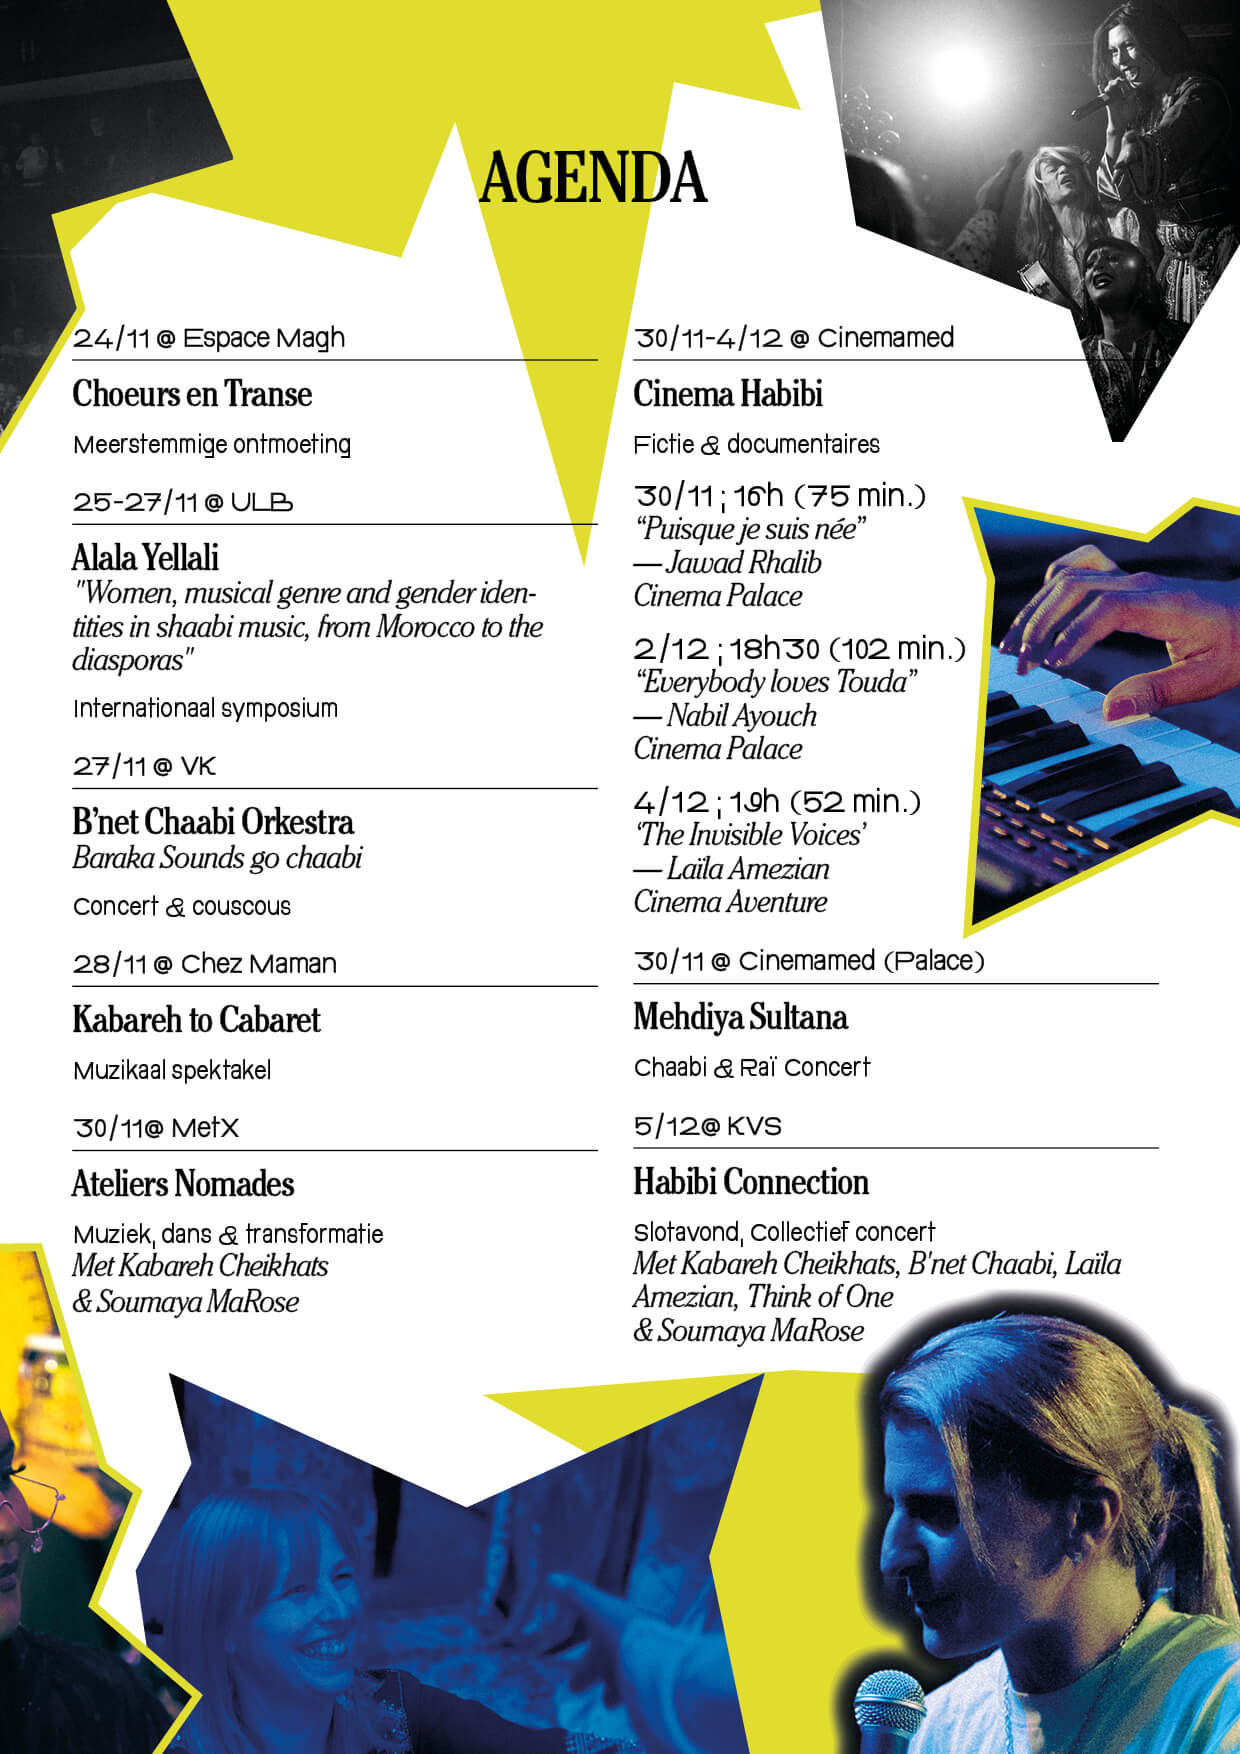 AGENDA
24/11 @ Espace Magh
Choeurs en Transe
Meerstemmige ontmoeting
25-27/11 @ ULB
Alala Yellali
"Women, musical genre and gender iden-
tities in shaabi music, from Morocco to the
diasporas"
Internationaal symposium
27/11 @ VK
B'net Chaabi Orkestra
Baraka Sounds go chaabi
Concert & couscous
28/11 @ Chez Maman
Kabareh to Cabaret
Muzikaal spektakel
30/11@ MetX
Ateliers Nomades
Muziek, dans & transformatie
Met Kabareh Cheikhats
& Soumaya MaRose
30/11-4/12 @ Cinemamed
Cinema Habibi
Fictie & documentaires
30/11 ; 16h (75 min.)
“Puisque je suis née”
— Jawad Rhalib
Cinema Palace
2/12 ; 18h30 (102 min.)
“Everybody loves Touda”
— Nabil Ayouch
Cinema Palace
4/12 ; 19h (52 min.)
‘The Invisible Voices’
— Laïla Amezian
Cinema Aventure
30/11 @ Cinemamed (Palace)
Mehdiya Sultana
Chaabi & Raï Concert
5/12@ KVS
Habibi Connection
Slotavond, Collectief concert
Met Kabareh Cheikhats, B'net Chaabi, Laïla
Amezian, Think of One
& Soumaya MaRose